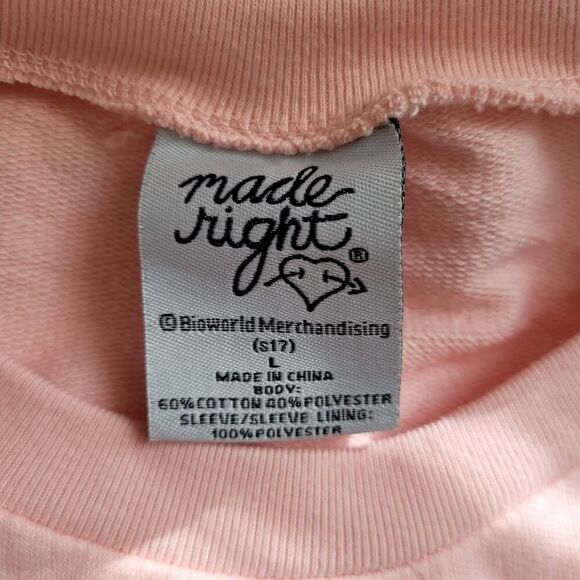 made
right®
©Bioworld Merchandising
(S17)
L
MADE IN CHINA
BODY:
60%COTTON 40%POLYESTER
SLEEVE/SLEEVE LINING:
100%POLYESTER